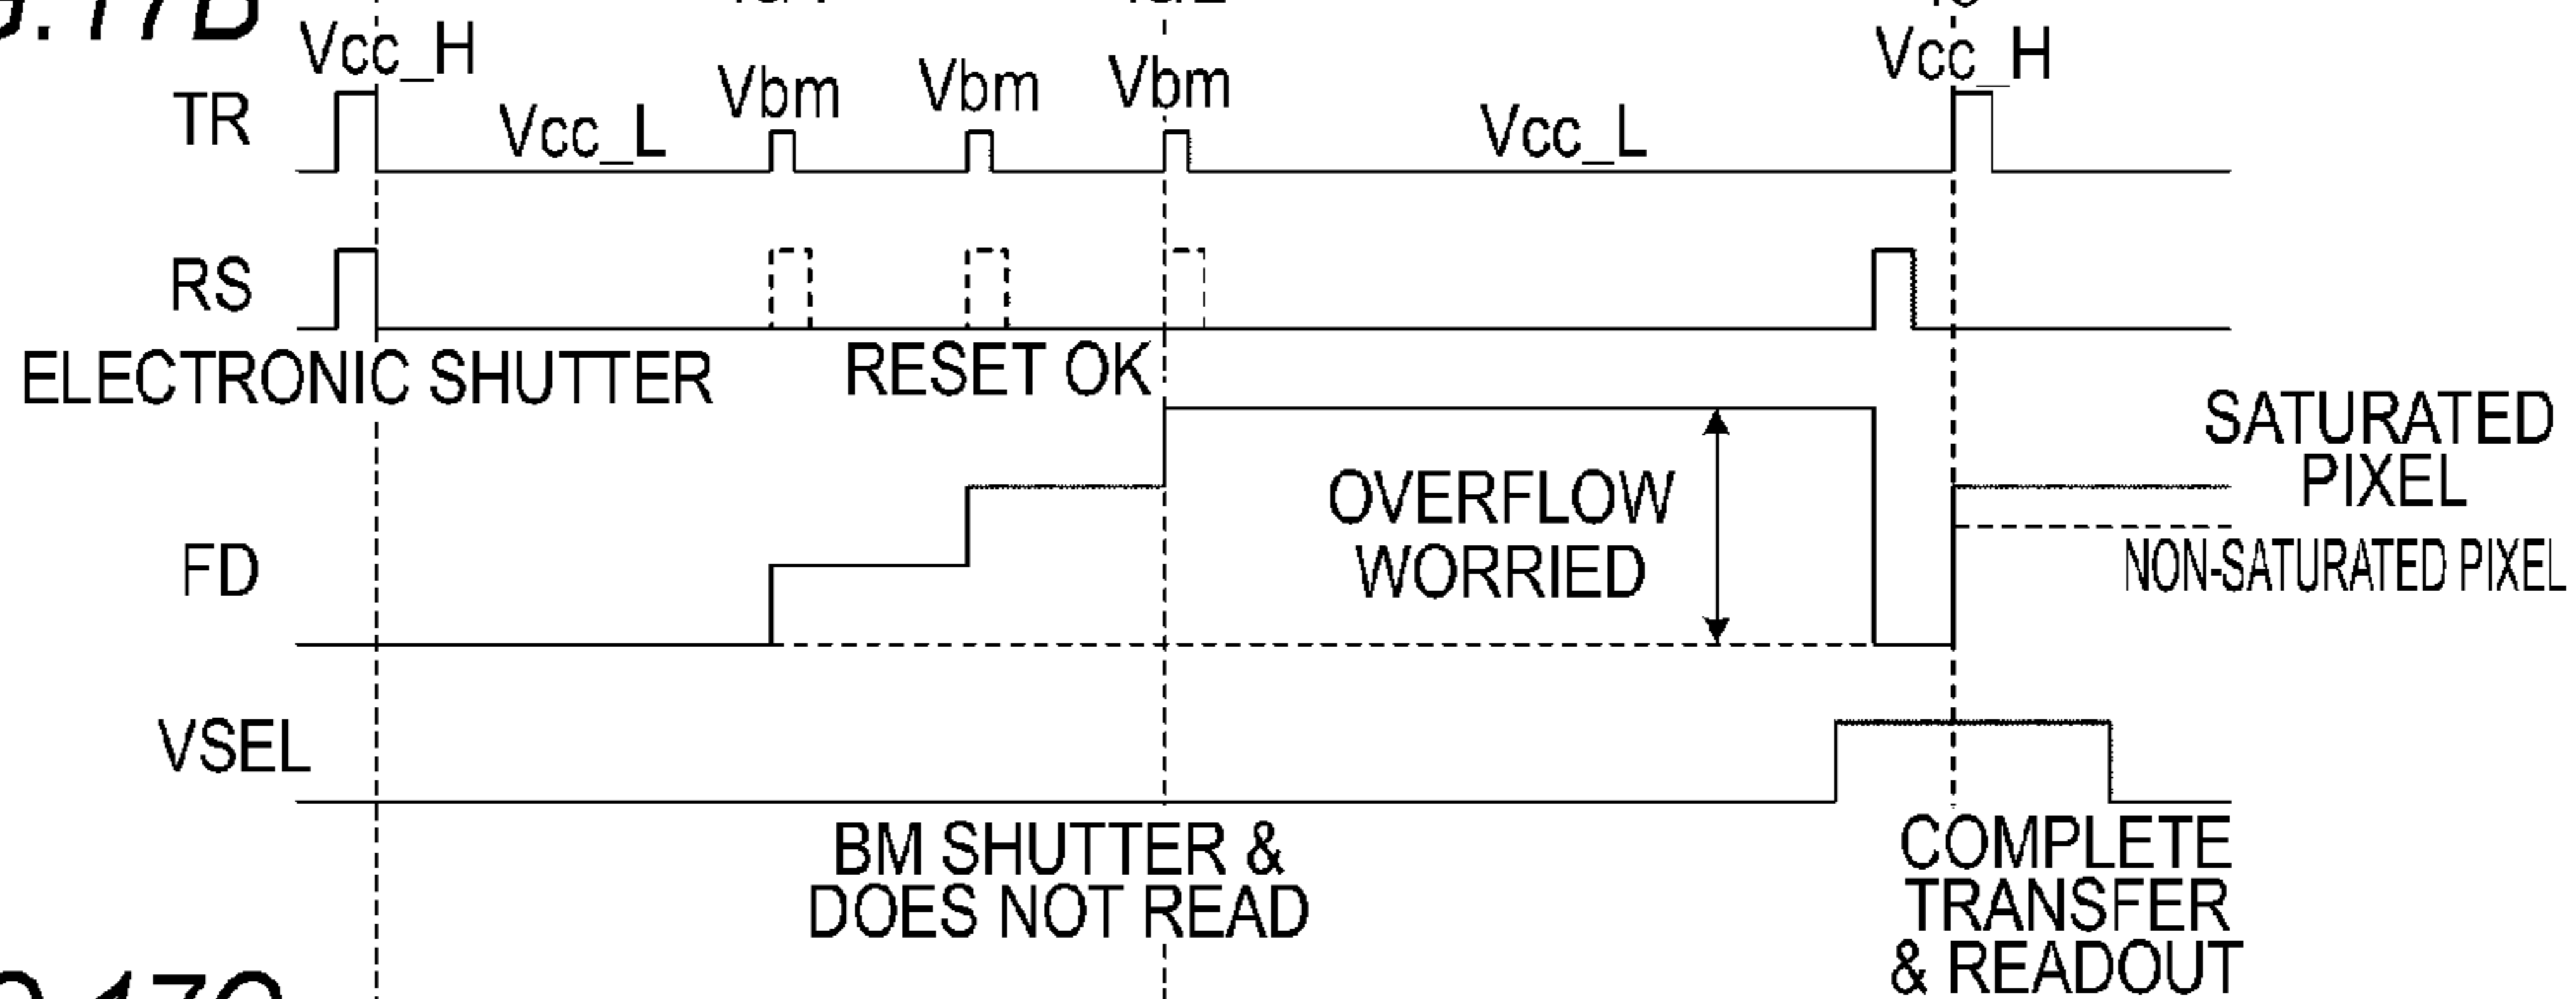 Vcc_H
Vcc_H
Vbm
Vbm
Vbm
TR
Vcc_L
Vcc_L
RS
ELECTRONIC SHUTTER
RESET OK
SATURATED
PIXEL
OVERFLOW
WORRIED
FD
NON-SATURATED PIXEL
VSEL
BM SHUTTER &
DOES NOT READ
COMPLETE
TRANSFER
& READOUT